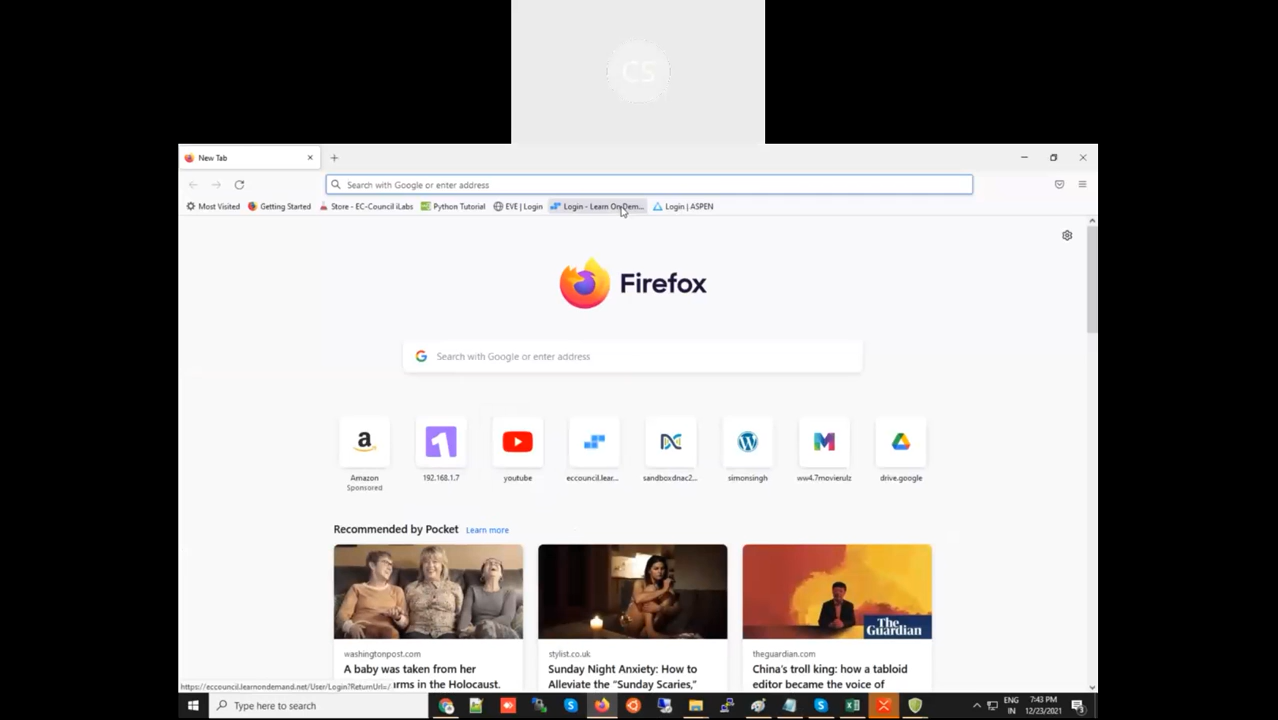 CS
New Tab
Search with Google or enter address
Most Visited
Getting Started
Store - EC-Council iLabs
Python Tutorial
EVE | Login
Login - Learn On Dem...
Login | ASPEN
Firefox
Search with Google or enter address
Amazon
Sponsored
192.168.1.7
youtube
eccouncil.lear...
sandboxdnac2...
simonsingh
ww4.7movierulz
drive.google
Recommended by Pocket
Learn more
The
Guardian
washingtonpost.com
A baby was taken from her
rms in the Holocaust.
stylist.co.uk
Sunday Night Anxiety: How to
Alleviate the “Sunday Scaries,”
theguardian.com
China’s troll king: how a tabloid
editor became the voice of
https://eccouncil.learnondemand.net/User/Login?ReturnUrl=/
Type here to search
ENG
IN
7:43 PM
12/23/2021
3